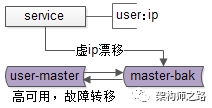 service
user:ip
虚ip漂移
user-master
master-bak
高可用，故障转移
架构师之路